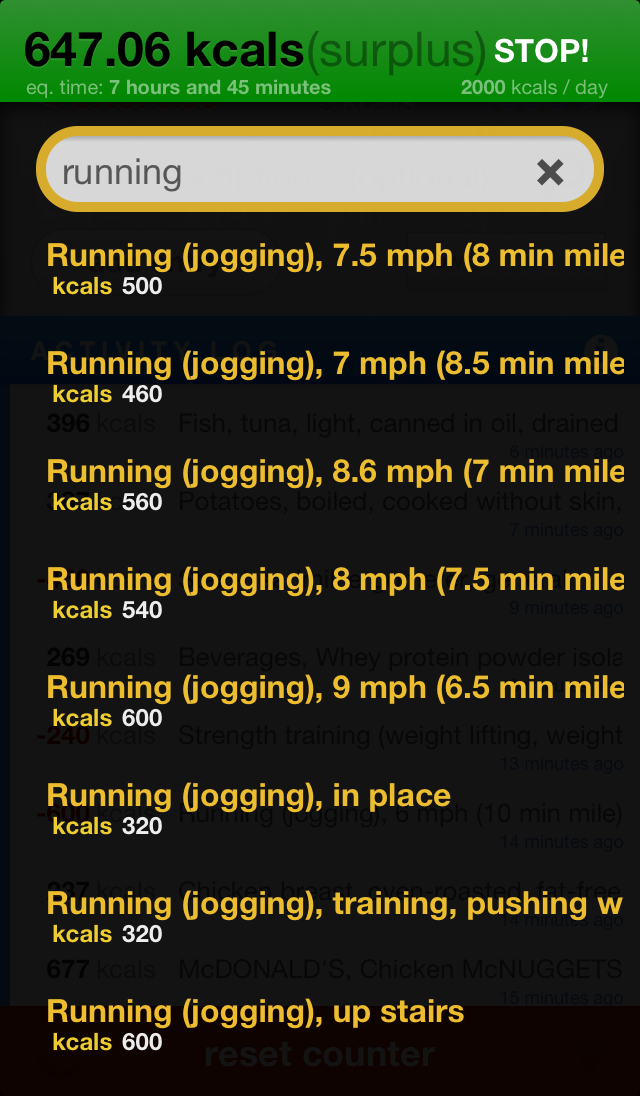 647.06 kcals (surplus) STOP!
eq. time: 7 hours and 45 minutes 2000 kcals / day
running
Running (jogging), 7.5 mph (8 min mile
kcals 500
ACTIVITY LOG
Running (jogging), 7 mph (8.5 min mile
kcals 460
396 kcals Fish, tuna, light, canned in oil, drained
6 minutes ago
Running (jogging), 8.6 mph (7 min mile
kcals 560
Potatoes, boiled, cooked without skin,
7 minutes ago
Running (jogging), 8 mph (7.5 min mile
kcals 540
9 minutes ago
269 kcals Beverages, Whey protein powder isola
Running (jogging), 9 mph (6.5 min mile
kcals 600
-240 kcals Strength training (weight lifting, weight
13 minutes ago
Running (jogging), in place
kcals 320
-600 kcals Running (jogging), 6 mph (10 min mile)
14 minutes ago
237 kcals Chicken breast, oven-roasted, fat-free
Running (jogging), training, pushing w
kcals 320
14 minutes ago
677 kcals McDONALD'S, Chicken McNUGGETS
15 minutes ago
Running (jogging), up stairs
kcals 600
reset counter